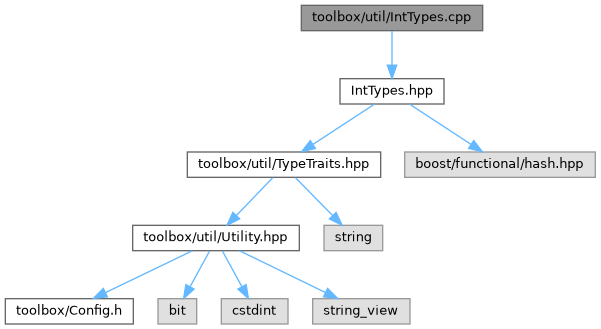 toolbox/util/IntTypes.cpp
IntTypes.hpp
toolbox/util/TypeTraits.hpp
boost/functional/hash.hpp
toolbox/util/Utility.hpp
string
toolbox/Config.h
bit
cstdint
string_view